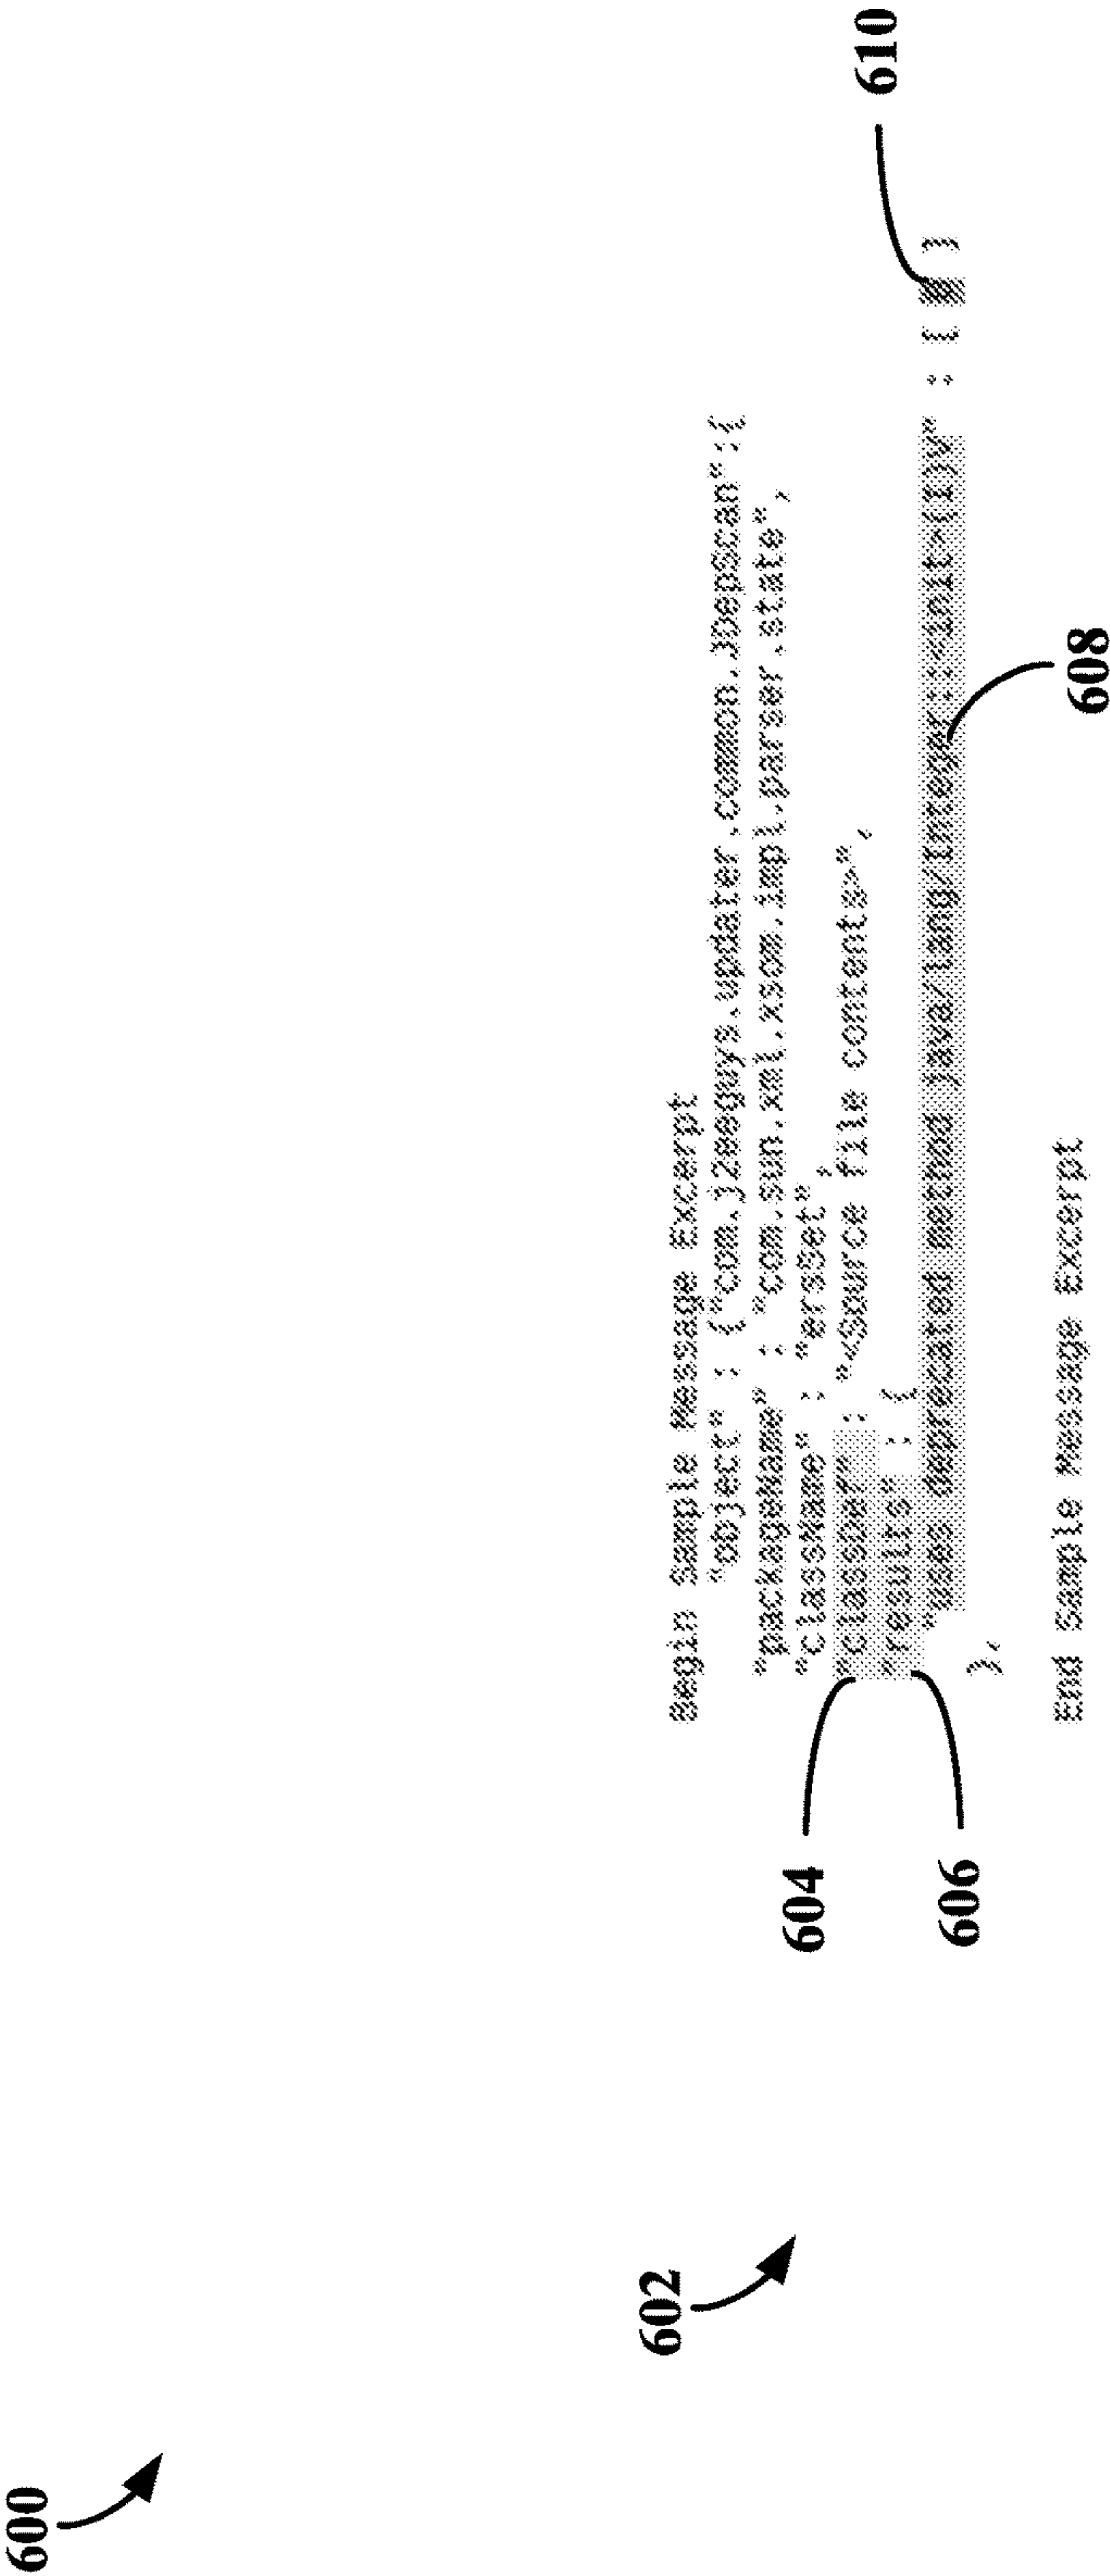 600
602
Begin Sample Message Excerpt
"object" : {"com.j2eeguys.updater.common.JDepScan":{
"packageName" : "com.sun.xml.xsom.impl.parser.state",
"className" : "ersSet",
604
"classDef" : "<Source file contents>",
606
"results" : {
"uses deprecated method java/lang/Integer::<init>(I)V" : [ ]
608
610
},
End Sample Message Excerpt